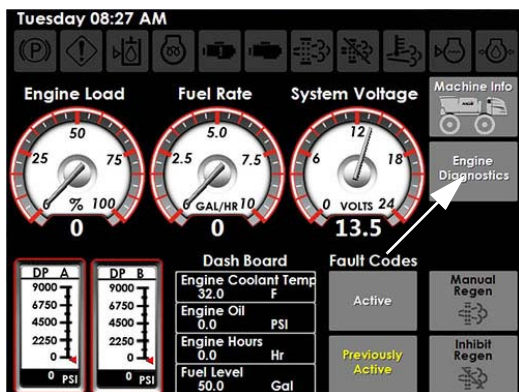 Tuesday 08:27 AM
Engine Load
Fuel Rate
System Voltage
Machine Info
50
25
75
0
%
100
0
5.0
2.5
7.5
0
GAL/HR
10
0
12
6
18
0
VOLTS
24
13.5
Engine
Diagnostics
DP A
9000
6750
4500
2250
0
0 PSI
DP B
9000
6750
4500
2250
0
0 PSI
Dash Board
Engine Coolant Temp
32.0 F
Engine Oil
0.0 PSI
Engine Hours
0.0 Hr
Fuel Level
50.0 Gal
Fault Codes
Active
Previously
Active
Manual
Regen
Inhibit
Regen